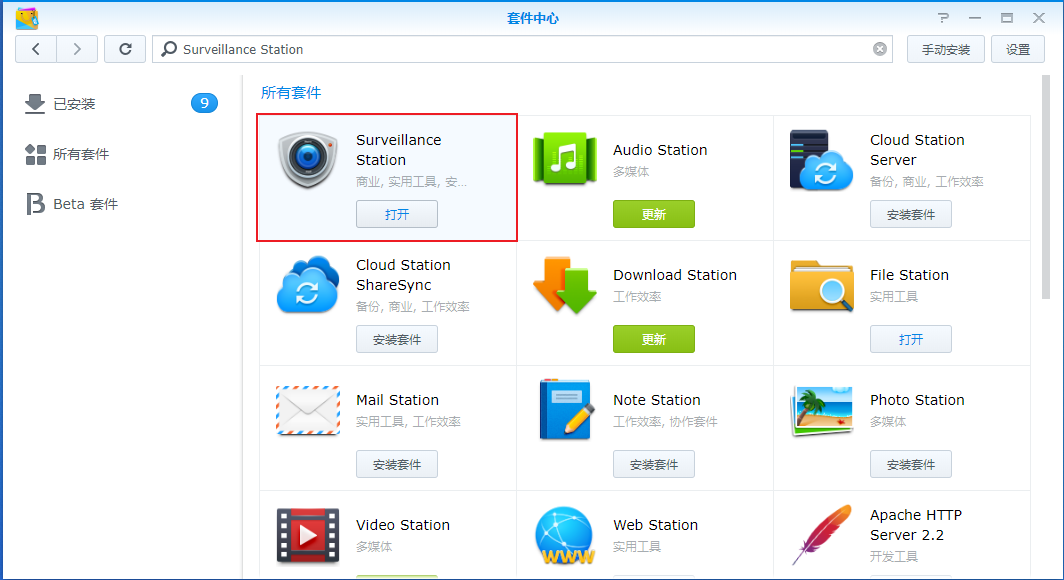 套件中心
Surveillance Station
手动安装
设置
已安装
9
所有套件
Beta 套件
所有套件
Surveillance
Station
商业, 实用工具, 安...
打开
Audio Station
多媒体
更新
Cloud Station
Server
备份, 商业, 工作效率
安装套件
Cloud Station
ShareSync
备份, 商业, 工作效率
安装套件
Download Station
工作效率
更新
File Station
实用工具
打开
Mail Station
实用工具, 工作效率
安装套件
Note Station
工作效率, 协作套件
安装套件
Photo Station
多媒体
安装套件
Video Station
多媒体
WWW
Web Station
实用工具
Apache HTTP
Server 2.2
开发工具